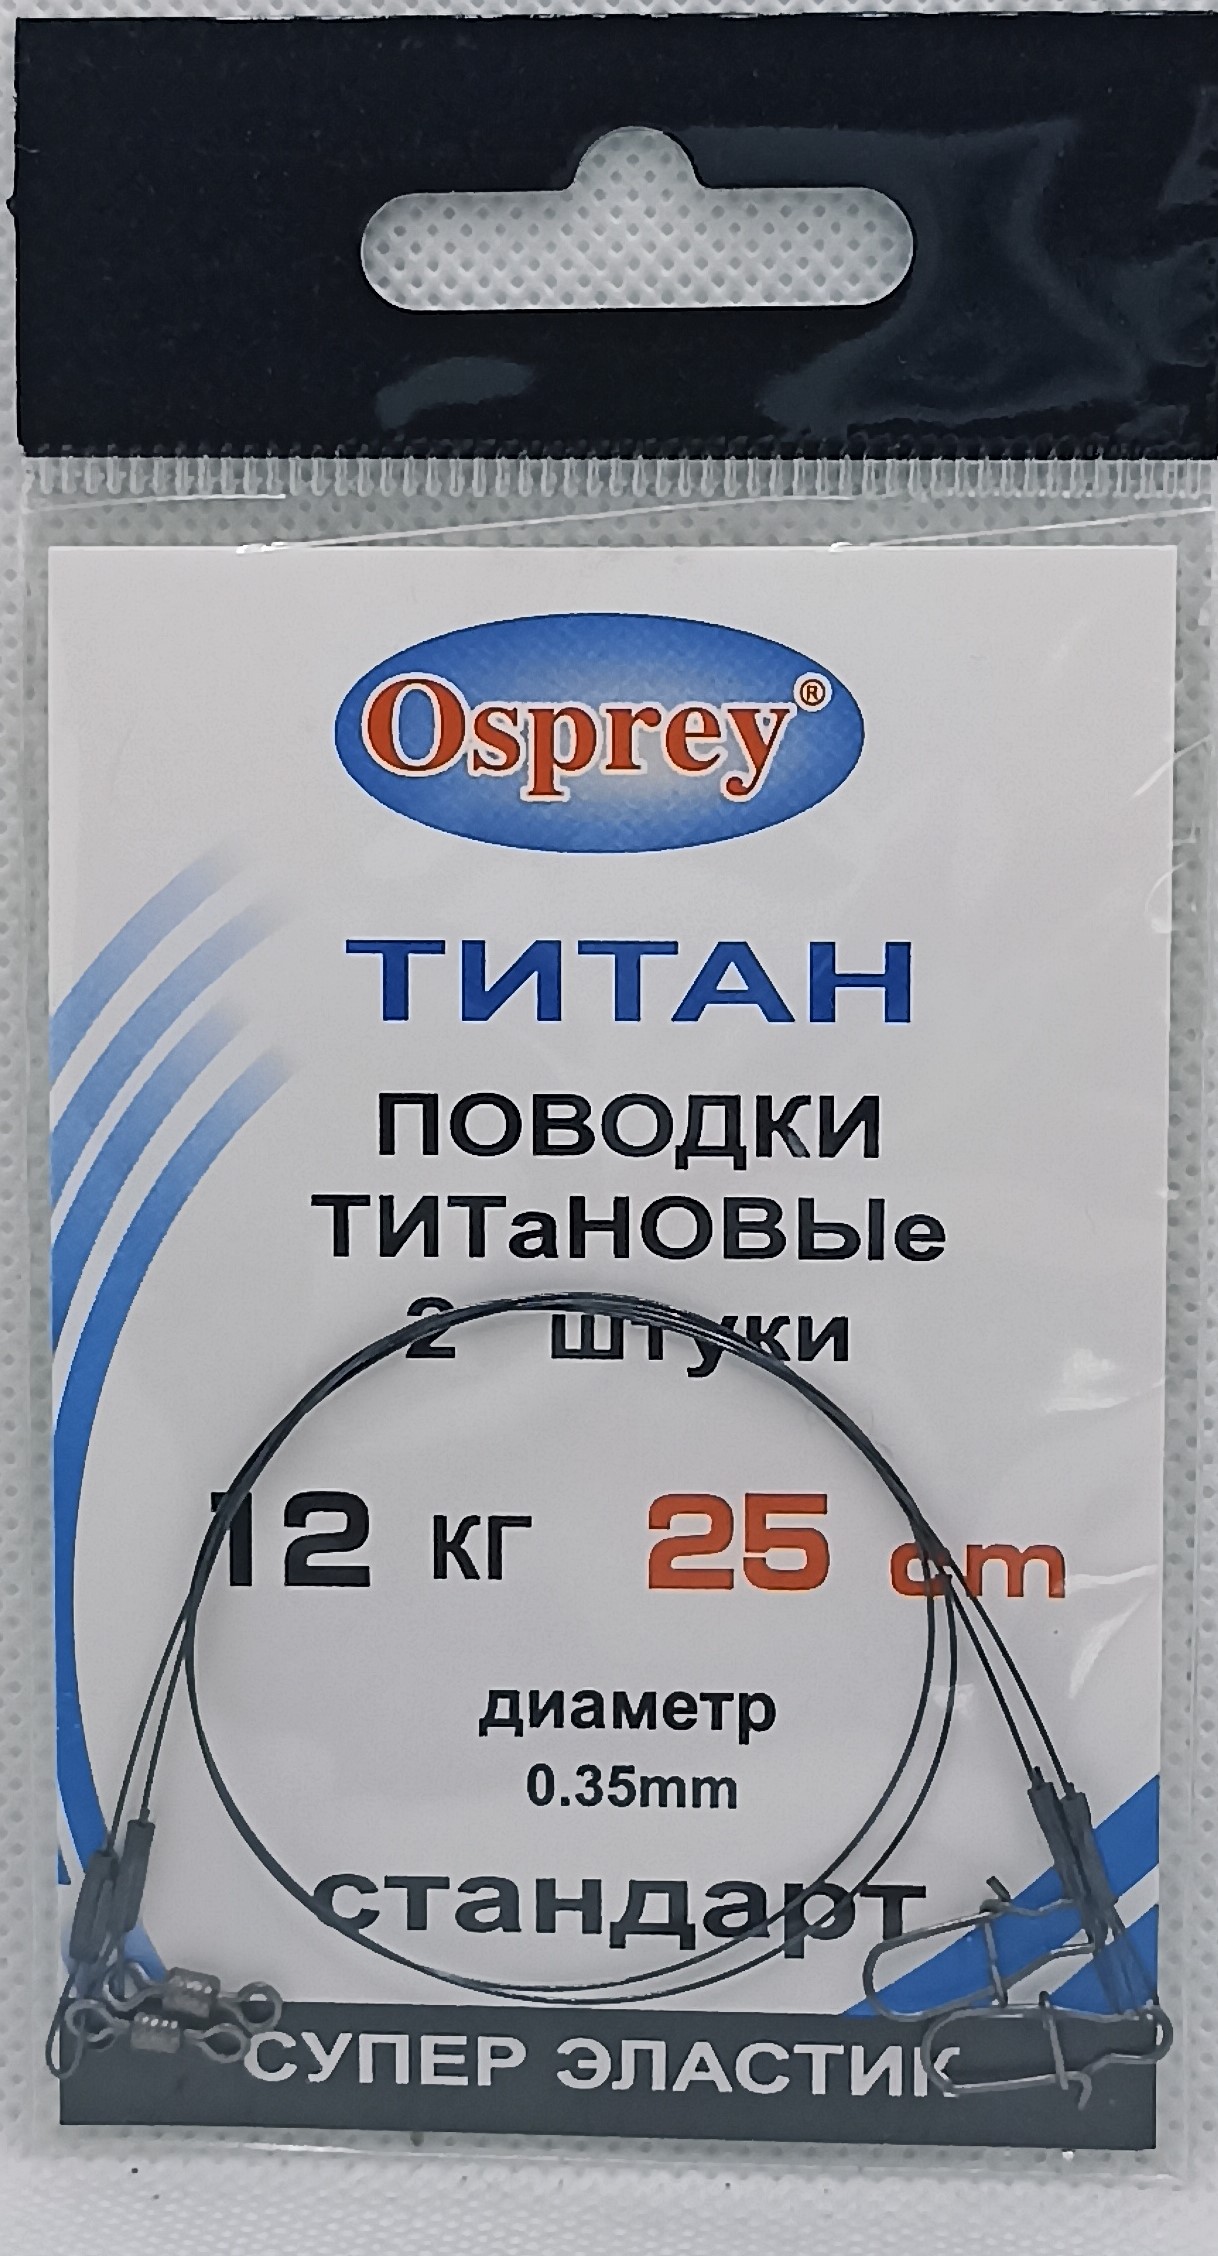 Osprey®
ТИТАН
ПОВОДКИ
ТИТаНОВЫе
2 штуки
12 кг 25 cm
диаметр
0.35mm
стандарт
СУПЕР ЭЛАСТИК